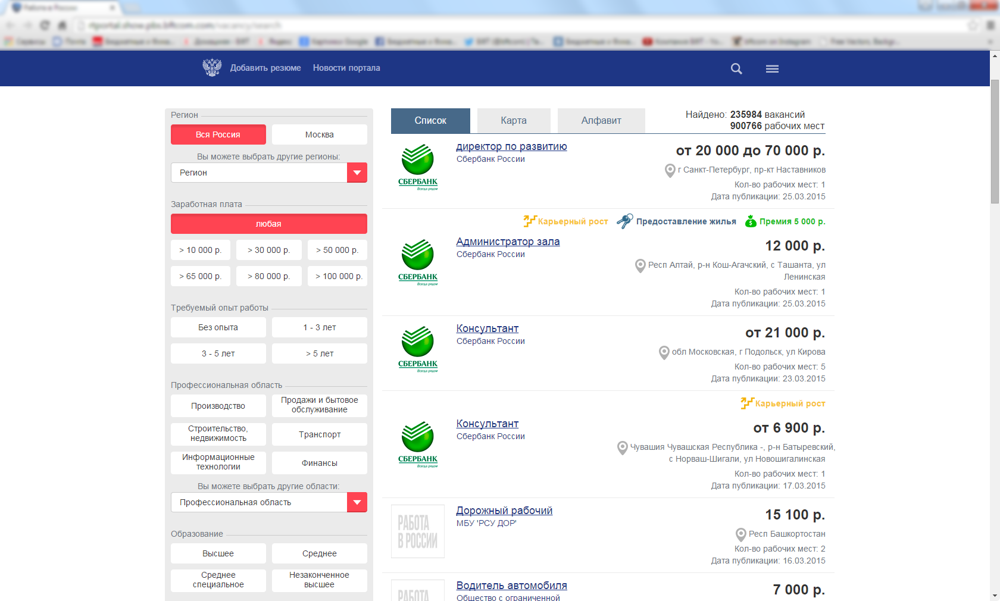 Добавить резюме
Новости портала
Регион
Вся Россия
Москва
Вы можете выбрать другие регионы:
Регион
Заработная плата
любая
> 10 000 р.
> 30 000 р.
> 50 000 р.
> 65 000 р.
> 80 000 р.
> 100 000 р.
Требуемый опыт работы
Без опыта
1 - 3 лет
3 - 5 лет
> 5 лет
Профессиональная область
Производство
Продажи и бытовое
обслуживание
Строительство,
недвижимость
Транспорт
Информационные
технологии
Финансы
Вы можете выбрать другие области:
Профессиональная область
Образование
Высшее
Среднее
Среднее
специальное
Незаконченное
высшее
Список
Карта
Алфавит
Найдено: 235984 вакансий
900766 рабочих мест
СБЕРБАНК
Всегда рядом
директор по развитию
Сбербанк России
от 20 000 до 70 000 р.
г Санкт-Петербург, пр-кт Наставников
Кол-во рабочих мест: 1
Дата публикации: 25.03.2015
Карьерный рост
Предоставление жилья
Премия 5 000 р.
СБЕРБАНК
Всегда рядом
Администратор зала
Сбербанк России
12 000 р.
Респ Алтай, р-н Кош-Агачский, с Ташанта, ул
Ленинская
Кол-во рабочих мест: 1
Дата публикации: 25.03.2015
СБЕРБАНК
Всегда рядом
Консультант
Сбербанк России
от 21 000 р.
обл Московская, г Подольск, ул Кирова
Кол-во рабочих мест: 5
Дата публикации: 23.03.2015
Карьерный рост
СБЕРБАНК
Всегда рядом
Консультант
Сбербанк России
от 6 900 р.
Чувашия Чувашская Республика -, р-н Батыревский,
с Норваш-Шигали, ул Новошигалинская
Кол-во рабочих мест: 1
Дата публикации: 17.03.2015
РАБОТА
В РОССИИ
Дорожный рабочий
МБУ 'РСУ ДОР'
15 100 р.
Респ Башкортостан
Кол-во рабочих мест: 2
Дата публикации: 16.03.2015
РАБОТА
Водитель автомобиля
Общество с ограниченной
7 000 р.